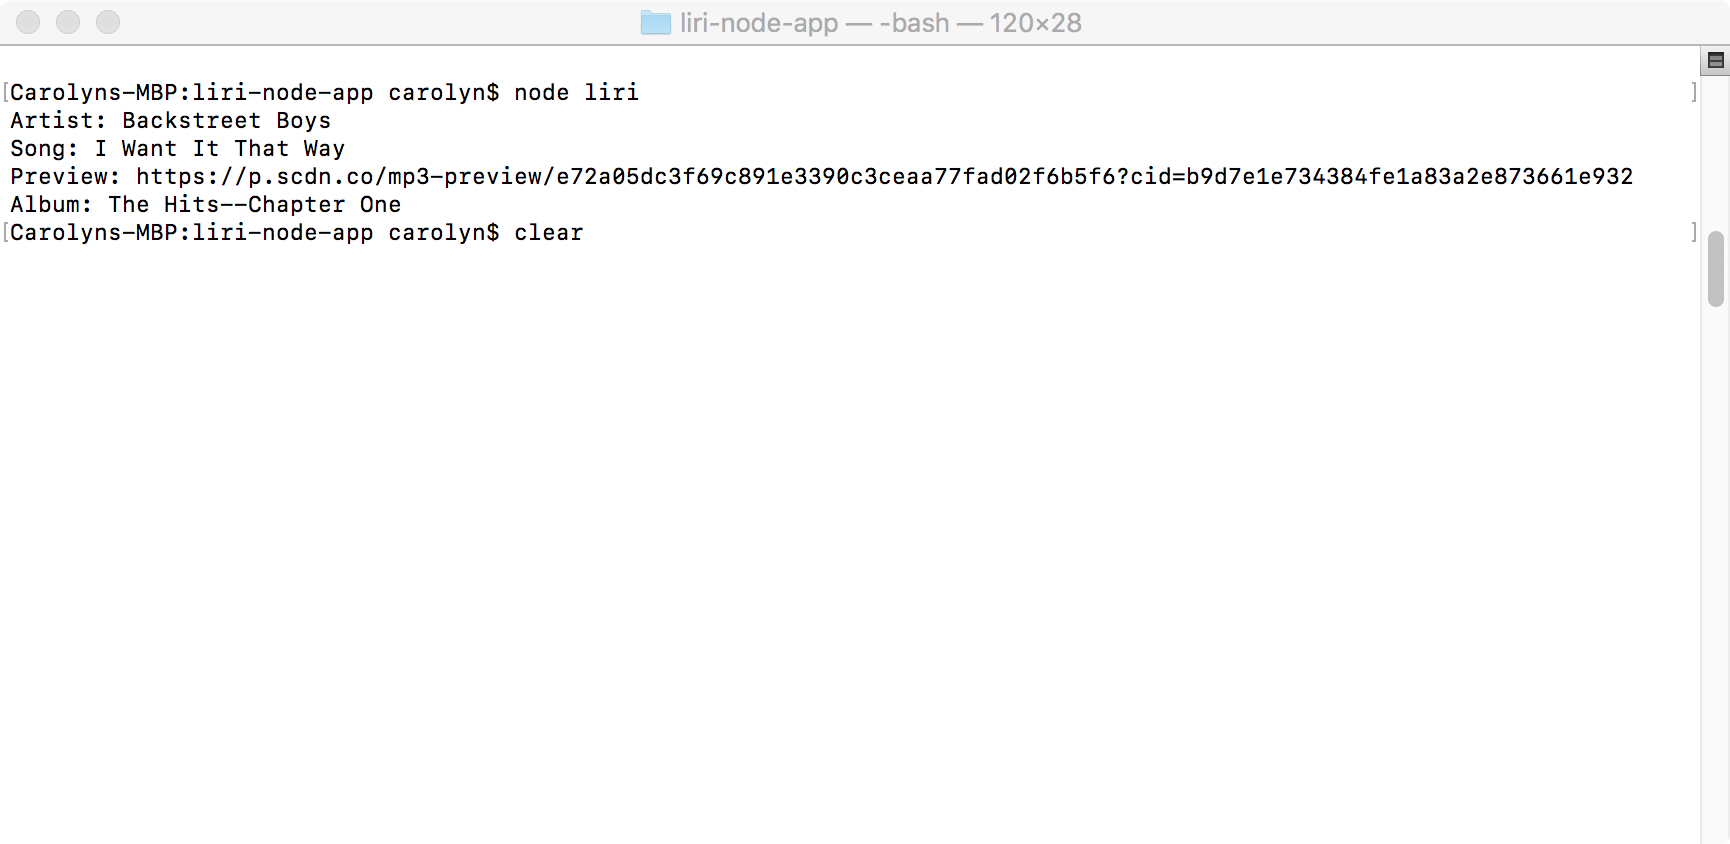 liri-node-app — -bash — 120×28
[Carolyns-MBP:liri-node-app carolyn$ node liri ]
Artist: Backstreet Boys
Song: I Want It That Way
Preview: https://p.scdn.co/mp3-preview/e72a05dc3f69c891e3390c3ceaa77fad02f6b5f6?cid=b9d7e1e734384fe1a83a2e873661e932
Album: The Hits--Chapter One
[Carolyns-MBP:liri-node-app carolyn$ clear ]